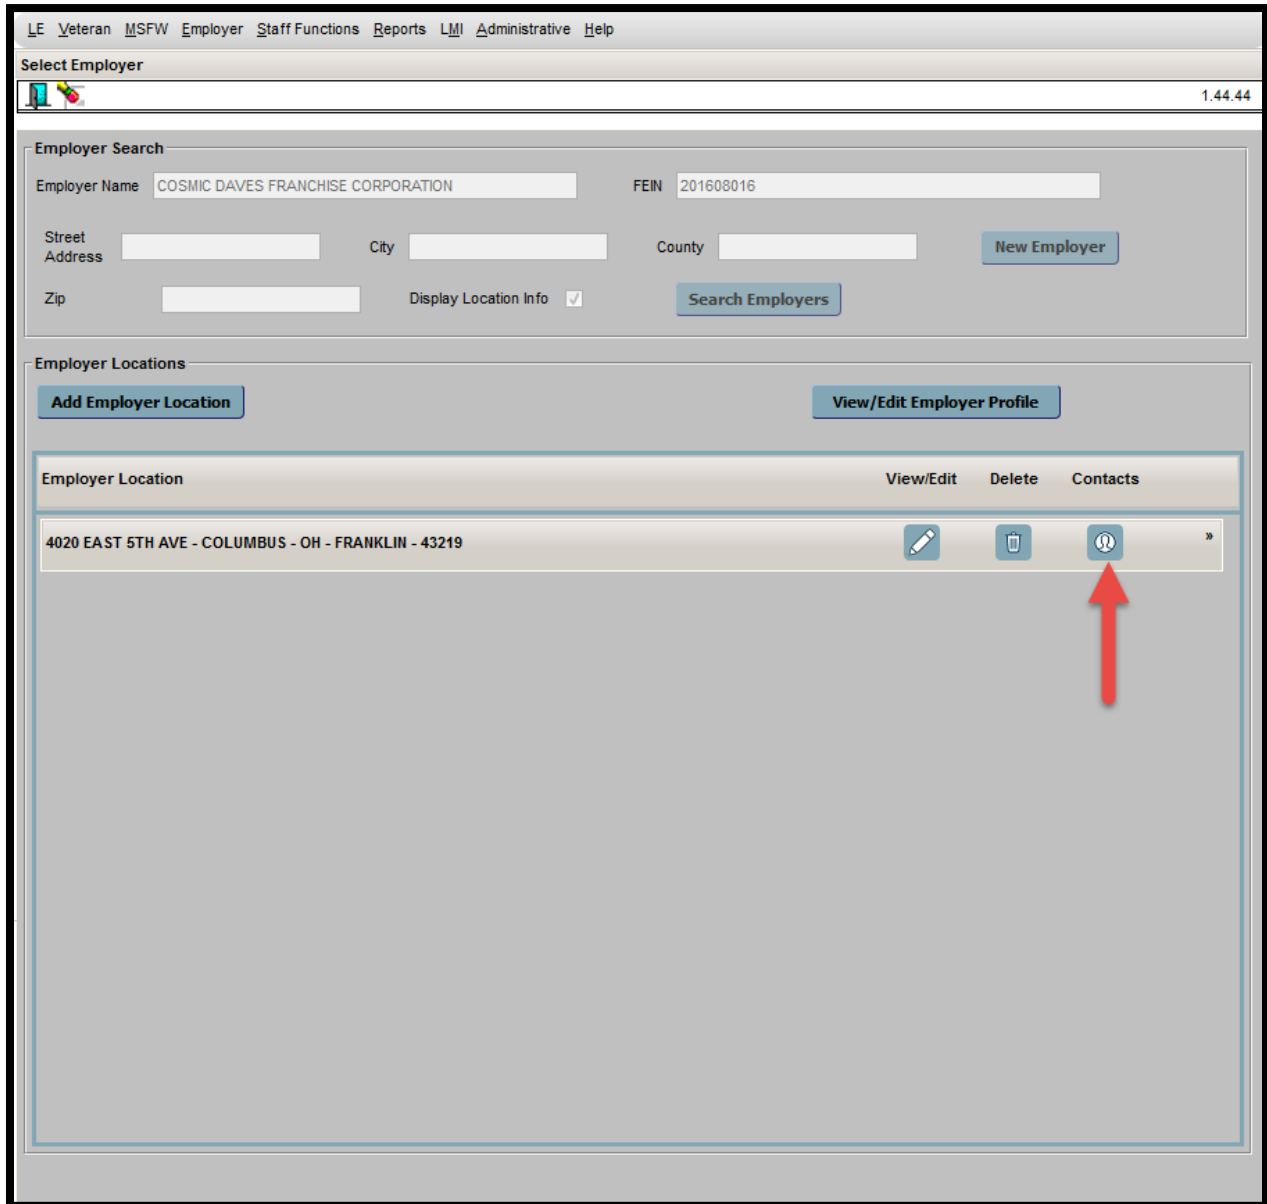 LE Veteran MSFW Employer Staff Functions Reports LMI Administrative Help
Select Employer
1.44.44
Employer Search
Employer Name COSMIC DAVES FRANCHISE CORPORATION FEIN 201608016
Street
Address City County New Employer
Zip Display Location Info Search Employers
Employer Locations
Add Employer Location View/Edit Employer Profile
Employer Location View/Edit Delete Contacts
4020 EAST 5TH AVE - COLUMBUS - OH - FRANKLIN - 43219 »